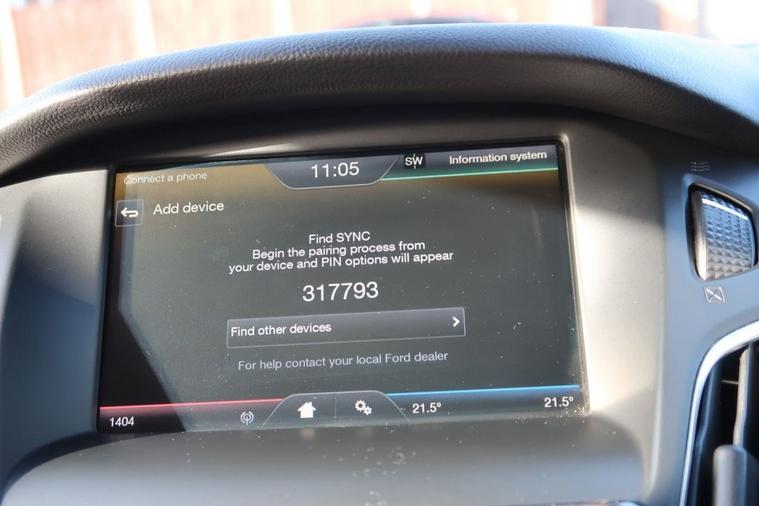 Connect a phone
11:05
SW
Information system
Add device
Find SYNC
Begin the pairing process from
your device and PIN options will appear
317793
Find other devices
For help contact your local Ford dealer
1404
21.5°
21.5°